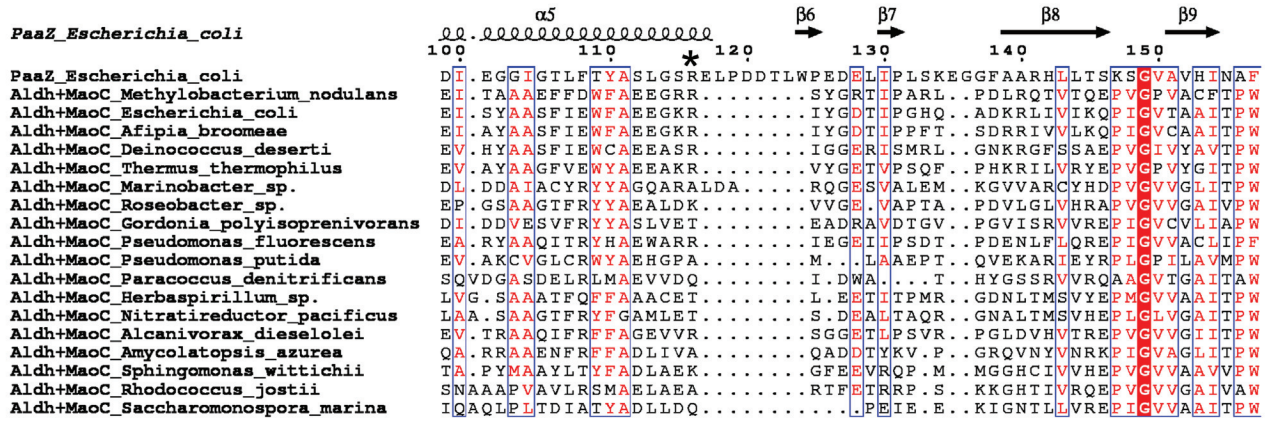 α5 β6 β7 β8 β9
PaaZ_Escherichia_coli
100 110 * 120 130 140 150
PaaZ_Escherichia_coli DI.EGGIGTLFTYASLGSRELPDDTLWPEDELIPLSKEGGFAARHLLTSKSGVAVHINAF
Aldh+MaoC_Methylobacterium_nodulans EI.TAAAEFFDWFAEEGRR........SYGRTIPARL..PDLRQTVTQEPVGPVACFTPW
Aldh+MaoC_Escherichia_coli EI.SYAASFIEWFAEEGKR........IYGDTIPGHQ..ADKRLIVIKQPIGVTAAITPW
Aldh+MaoC_Afipia_broomeae EI.AYAASFIEWFAEEGKR........IYGDTIPPFT..SDRRIVVLKQPIGVCAAITPW
Aldh+MaoC_Deinococcus_deserti EV.HYAASFIEWCAEEASR........IIGERISMRL..GNKRGFSSAEPVGIVYAVTPW
Aldh+MaoC_Thermus_thermophilus EV.AYAAGFVEWYAEEAKR........VYGETVPSQF..PHKRILVRYEPVGPVYGITPW
Aldh+MaoC_Marinobacter_sp. DL.DDAIACYRYYAGQARALDA.....RQGESVALEM..KGVVARCYHDPVGVVGLITPW
Aldh+MaoC_Roseobacter_sp. EP.GSAAGTFRYYAEALDK........VVGE.VAPTA..PDVLGLVHRAPVGVVGAIVPW
Aldh+MaoC_Gordonia_polyisoprenivorans DI.DDVESVFRYYASLVET........EADRAVDTGV..PGVISRVVREPIGVCVLIAPW
Aldh+MaoC_Pseudomonas_fluorescens EA.RYAAQITRYHAEWARR........IEGEIIPSDT..PDENLFLQREPIGVVACLIPF
Aldh+MaoC_Pseudomonas_putida EV.AKCVGLCRWYAEHGPA........M..LAAEPTQ..QVEKARIEYRPLGPILAVMPW
Aldh+MaoC_Paracoccus_denitrificans SQVDGASDELRLMAEVVDQ........I.DWA....T..HYGSSRVVRQAAGVTGAITAW
Aldh+MaoC_Herbaspirillum_sp. LVG.SAAATFQFFAAACET........L.EETITPMR..GDNLTMSVYEPMGVVAAITPW
Aldh+MaoC_Nitratireductor_pacificus LAA.SAAGTFRYFGAMLET........S.DEALTAQR..GNALTMSVHEPLGLVGAITPW
Aldh+MaoC_Alcanivorax_dieselolei EV.TRAAQIFRFFAGEVVR........SGGETLPSVR..PGLDVHVTREPVGVVGLITPW
Aldh+MaoC_Amycolatopsis_azurea QA.RRAAENFRFFADLIVA........QADDTYKV.P..GRQVNYVNRKPIGVAGLITPW
Aldh+MaoC_Sphingomonas_wittichii TA.PYMAAYLTYFADLAEK........GFEEVRQP.M..MGGHCIVVHEPVGVVAAVVPW
Aldh+MaoC_Rhodococcus_jostii SNAAAPVAVLRSMAELAEA........RTFETRRP.S..KKGHTIVRQEPVGVVGAIVAW
Aldh+MaoC_Saccharomonospora_marina IQAQLPLTDIATYADLLDQ............PEIE.E..KIGNTLLVREPIGVVAAITPW